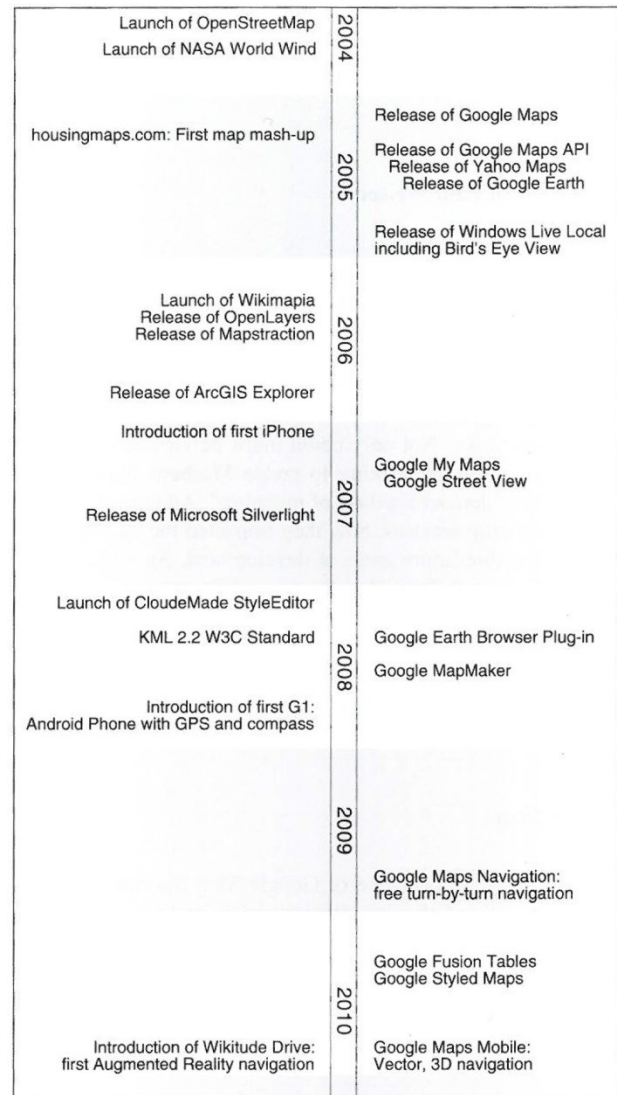 Launch of OpenStreetMap
2004
Launch of NASA World Wind
Release of Google Maps
housingmaps.com: First map mash-up
Release of Google Maps API
2005
Release of Yahoo Maps
Release of Google Earth
Release of Windows Live Local
including Bird's Eye View
Launch of Wikimapia
Release of OpenLayers
Release of Mapstraction
2006
Release of ArcGIS Explorer
Introduction of first iPhone
Google My Maps
Google Street View
2007
Release of Microsoft Silverlight
Launch of CloudeMade StyleEditor
KML 2.2 W3C Standard
Google Earth Browser Plug-in
2008
Google MapMaker
Introduction of first G1:
Android Phone with GPS and compass
2009
Google Maps Navigation:
free turn-by-turn navigation
Google Fusion Tables
Google Styled Maps
2010
Introduction of Wikitude Drive:
first Augmented Reality navigation
Google Maps Mobile:
Vector, 3D navigation